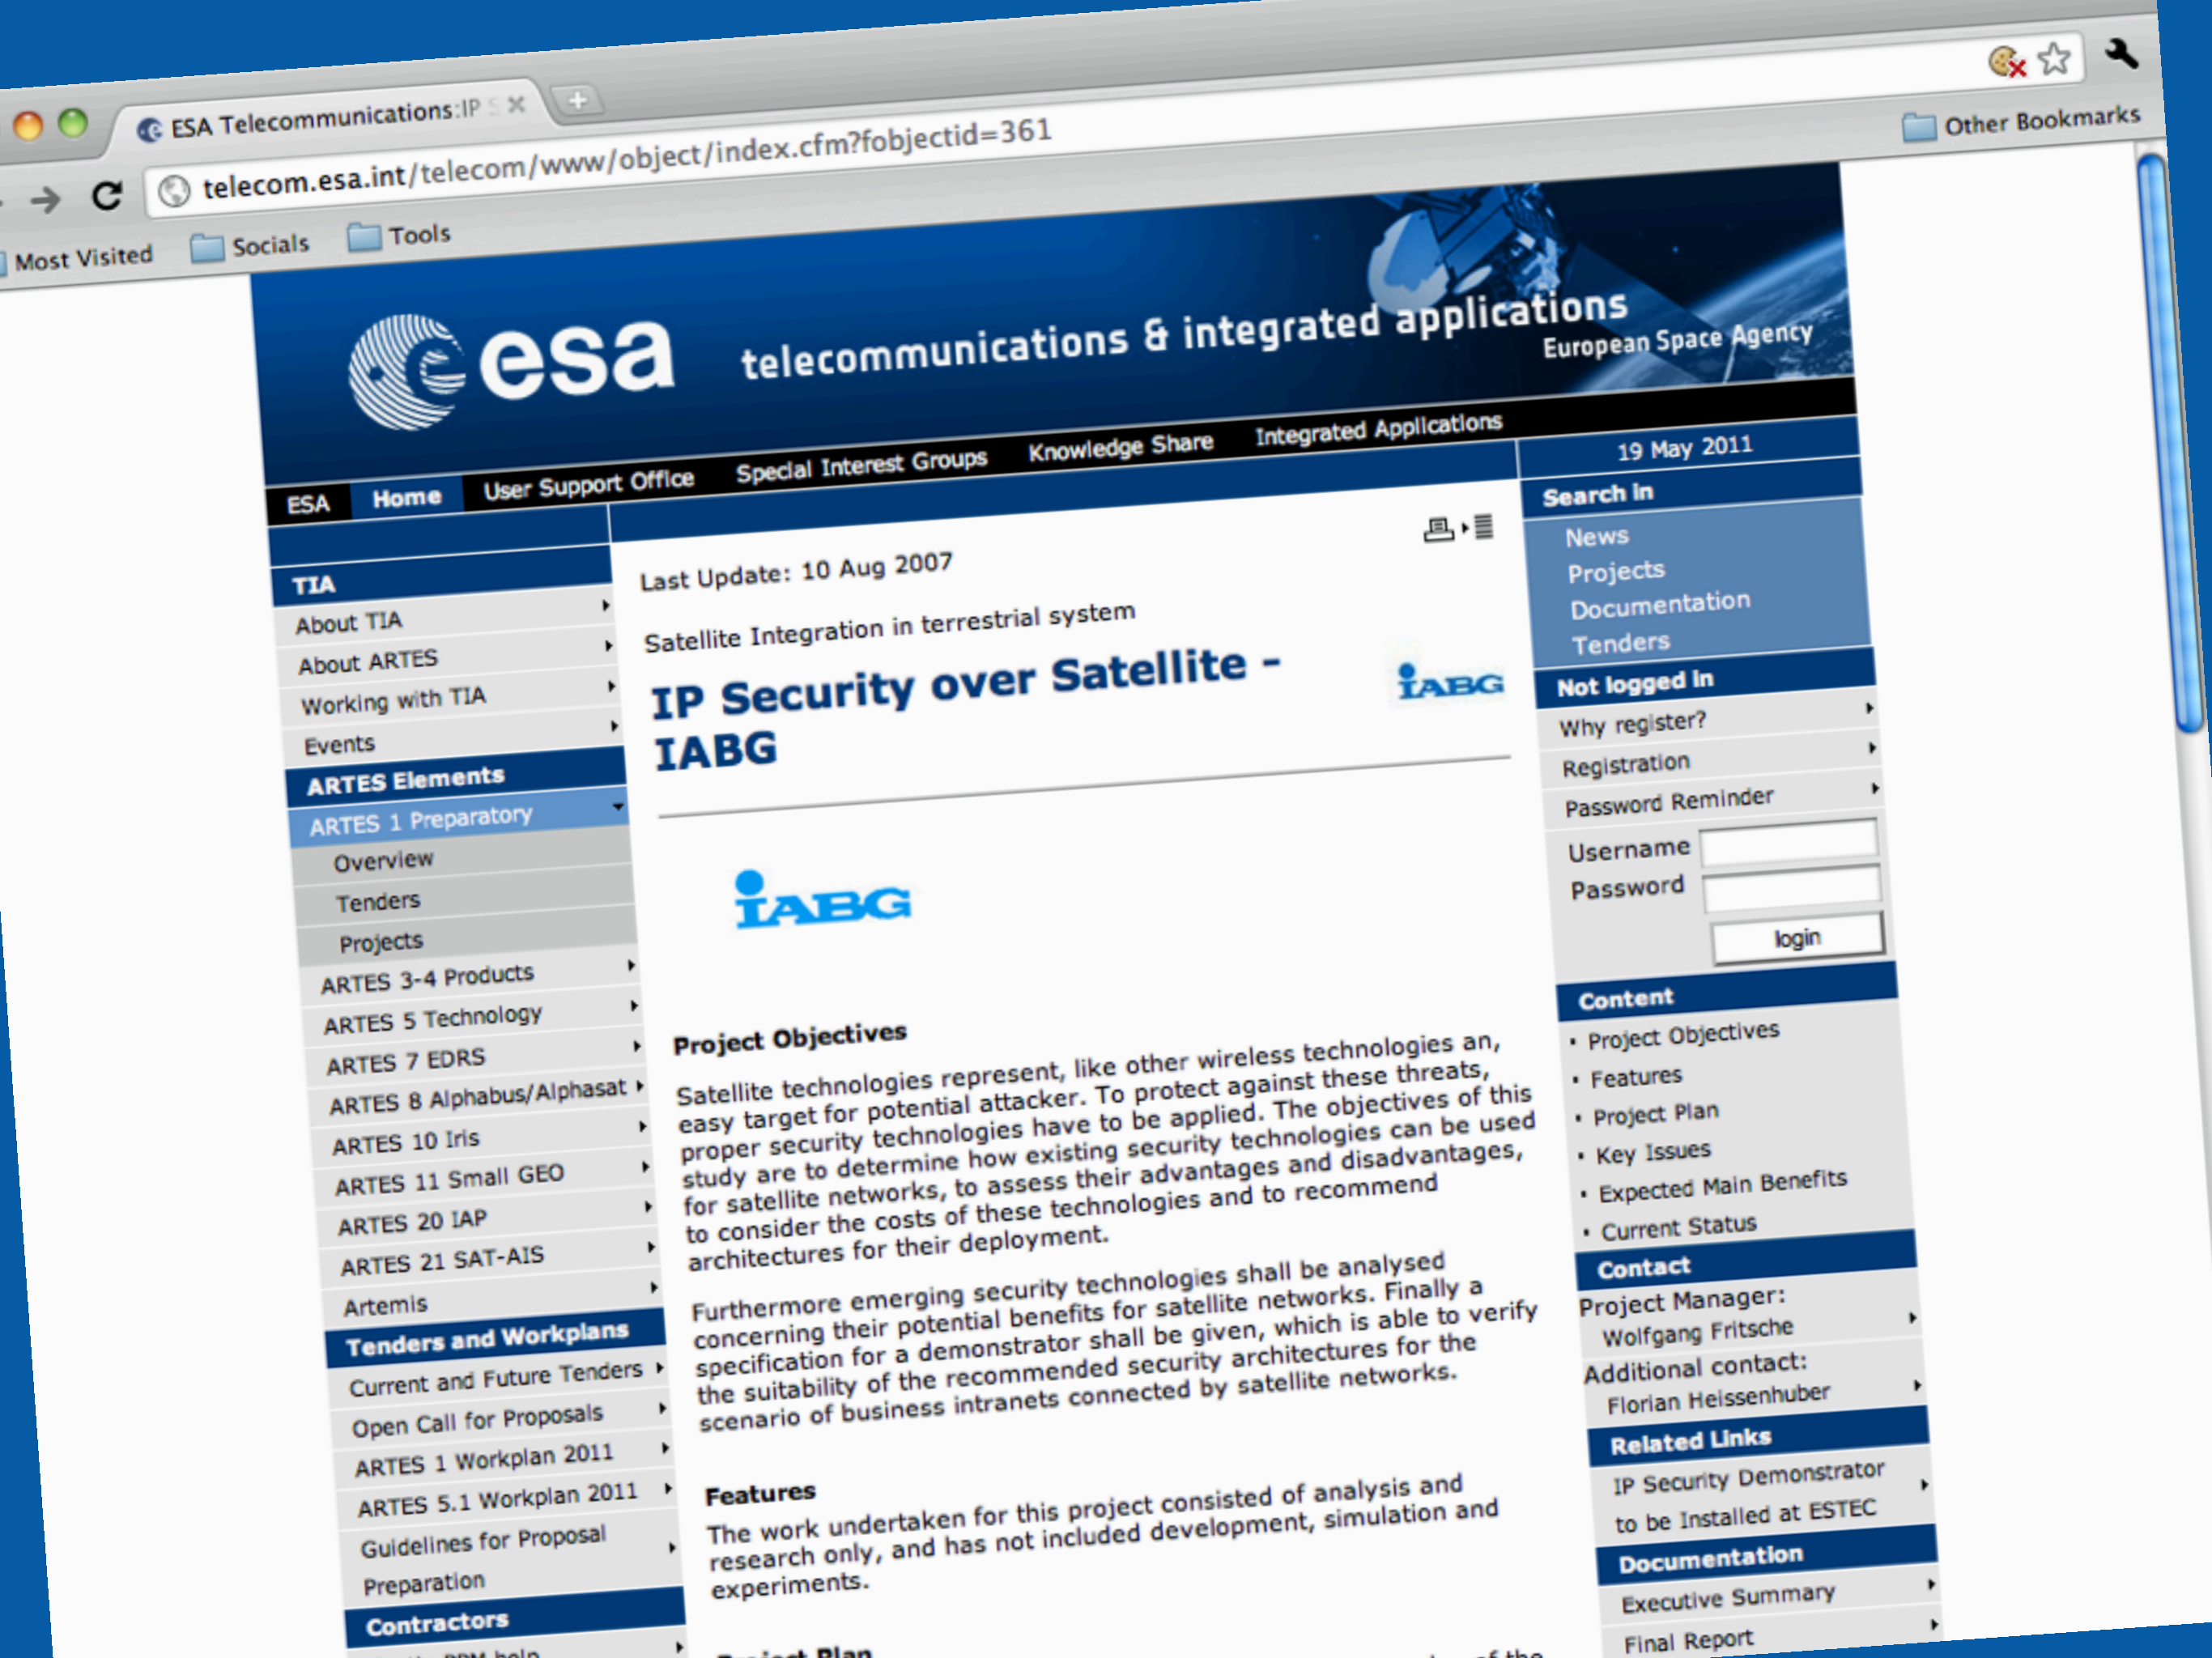 ESA Telecommunications:IP S
telecom.esa.int/telecom/www/object/index.cfm?fobjectid=361
Most Visited
Socials
Tools
Other Bookmarks
esa
telecommunications & integrated applications
European Space Agency
ESA
Home
User Support Office
Special Interest Groups
Knowledge Share
Integrated Applications
TIA
About TIA
About ARTES
Working with TIA
Events
ARTES Elements
ARTES 1 Preparatory
Overview
Tenders
Projects
ARTES 3-4 Products
ARTES 5 Technology
ARTES 7 EDRS
ARTES 8 Alphabus/Alphasat
ARTES 10 Iris
ARTES 11 Small GEO
ARTES 20 IAP
ARTES 21 SAT-AIS
Artemis
Tenders and Workplans
Current and Future Tenders
Open Call for Proposals
ARTES 1 Workplan 2011
ARTES 5.1 Workplan 2011
Guidelines for Proposal
Preparation
Contractors
Last Update: 10 Aug 2007
Satellite Integration in terrestrial system
IP Security over Satellite -
IABG
iABG
iABG
Project Objectives
Satellite technologies represent, like other wireless technologies an,
easy target for potential attacker. To protect against these threats,
proper security technologies have to be applied. The objectives of this
study are to determine how existing security technologies can be used
for satellite networks, to assess their advantages and disadvantages,
to consider the costs of these technologies and to recommend
architectures for their deployment.
Furthermore emerging security technologies shall be analysed
concerning their potential benefits for satellite networks. Finally a
specification for a demonstrator shall be given, which is able to verify
the suitability of the recommended security architectures for the
scenario of business intranets connected by satellite networks.
Features
The work undertaken for this project consisted of analysis and
research only, and has not included development, simulation and
experiments.
Project Plan
of the
19 May 2011
Search in
News
Projects
Documentation
Tenders
Not logged in
Why register?
Registration
Password Reminder
Username
Password
login
Content
Project Objectives
Features
Project Plan
Key Issues
Expected Main Benefits
Current Status
Contact
Project Manager:
Wolfgang Fritsche
Additional contact:
Florian Heissenhuber
Related Links
IP Security Demonstrator
to be Installed at ESTEC
Documentation
Executive Summary
Final Report